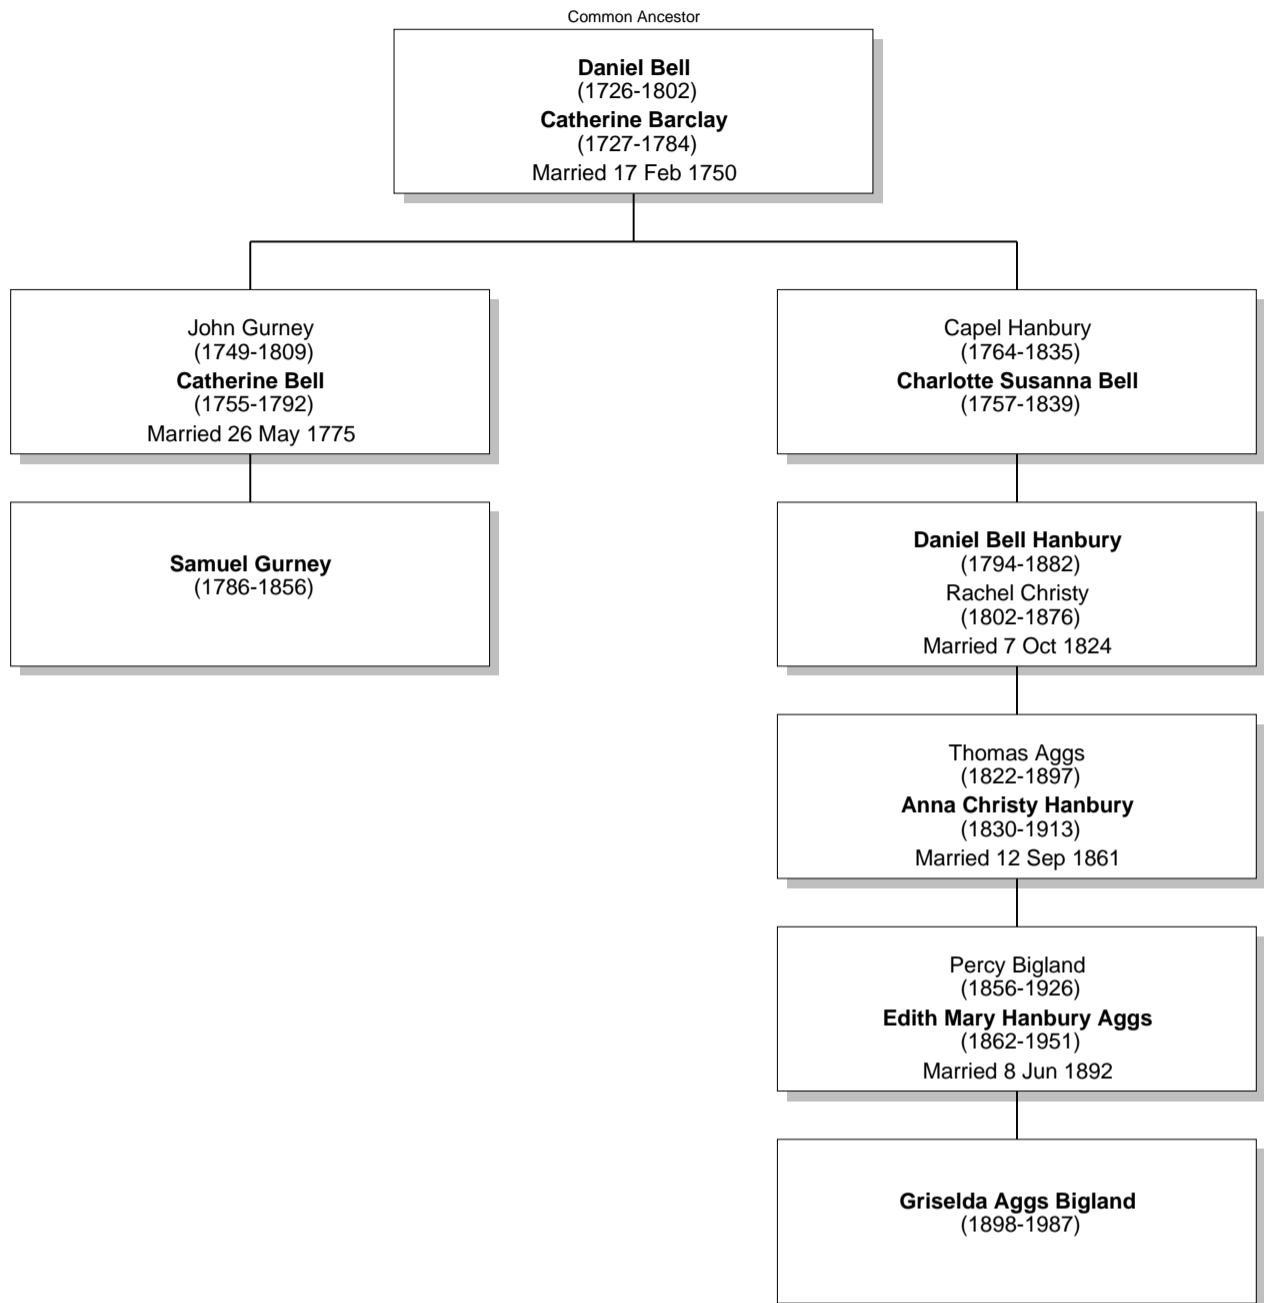 Common Ancestor
Daniel Bell
(1726-1802)
Catherine Barclay
(1727-1784)
Married 17 Feb 1750
John Gurney
(1749-1809)
Catherine Bell
(1755-1792)
Married 26 May 1775
Capel Hanbury
(1764-1835)
Charlotte Susanna Bell
(1757-1839)
Samuel Gurney
(1786-1856)
Daniel Bell Hanbury
(1794-1882)
Rachel Christy
(1802-1876)
Married 7 Oct 1824
Thomas Aggs
(1822-1897)
Anna Christy Hanbury
(1830-1913)
Married 12 Sep 1861
Percy Bigland
(1856-1926)
Edith Mary Hanbury Aggs
(1862-1951)
Married 8 Jun 1892
Griselda Aggs Bigland
(1898-1987)